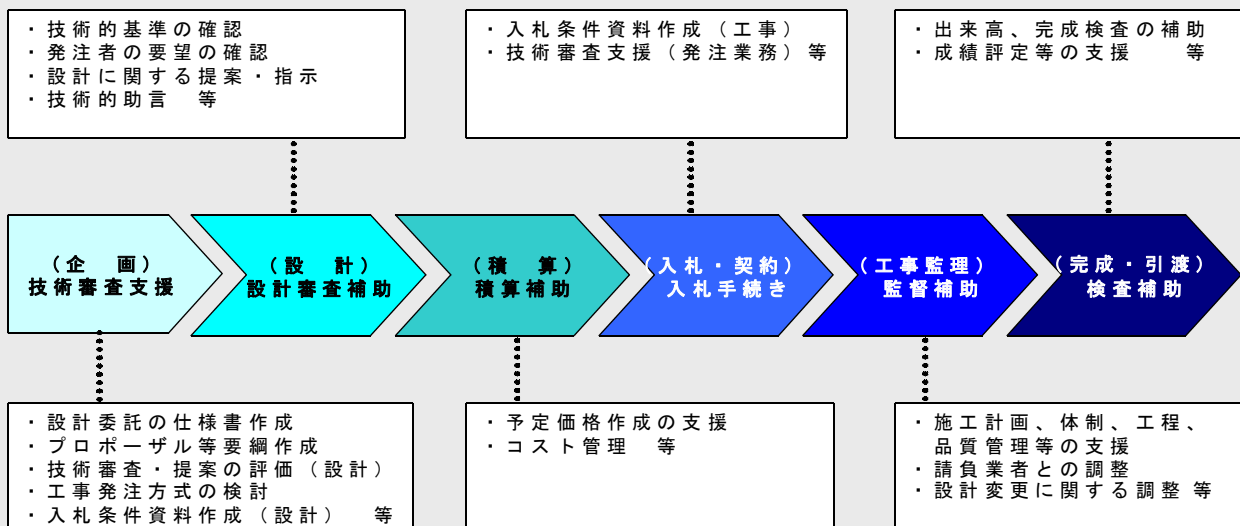 ・技術的基準の確認
・発注者の要望の確認
・設計に関する提案・指示
・技術的助言　等
・入札条件資料作成（工事）
・技術審査支援（発注業務）等
・出来高、完成検査の補助
・成績評定等の支援　　等
（企　画）
技術審査支援
（設　計）
設計審査補助
（積　算）
積算補助
（入札・契約）
入札手続き
（工事監理）
監督補助
（完成・引渡）
検査補助
・設計委託の仕様書作成
・プロポーザル等要綱作成
・技術審査・提案の評価（設計）
・工事発注方式の検討
・入札条件資料作成（設計）　等
・予定価格作成の支援
・コスト管理　等
・施工計画、体制、工程、
品質管理等の支援
・請負業者との調整
・設計変更に関する調整 等